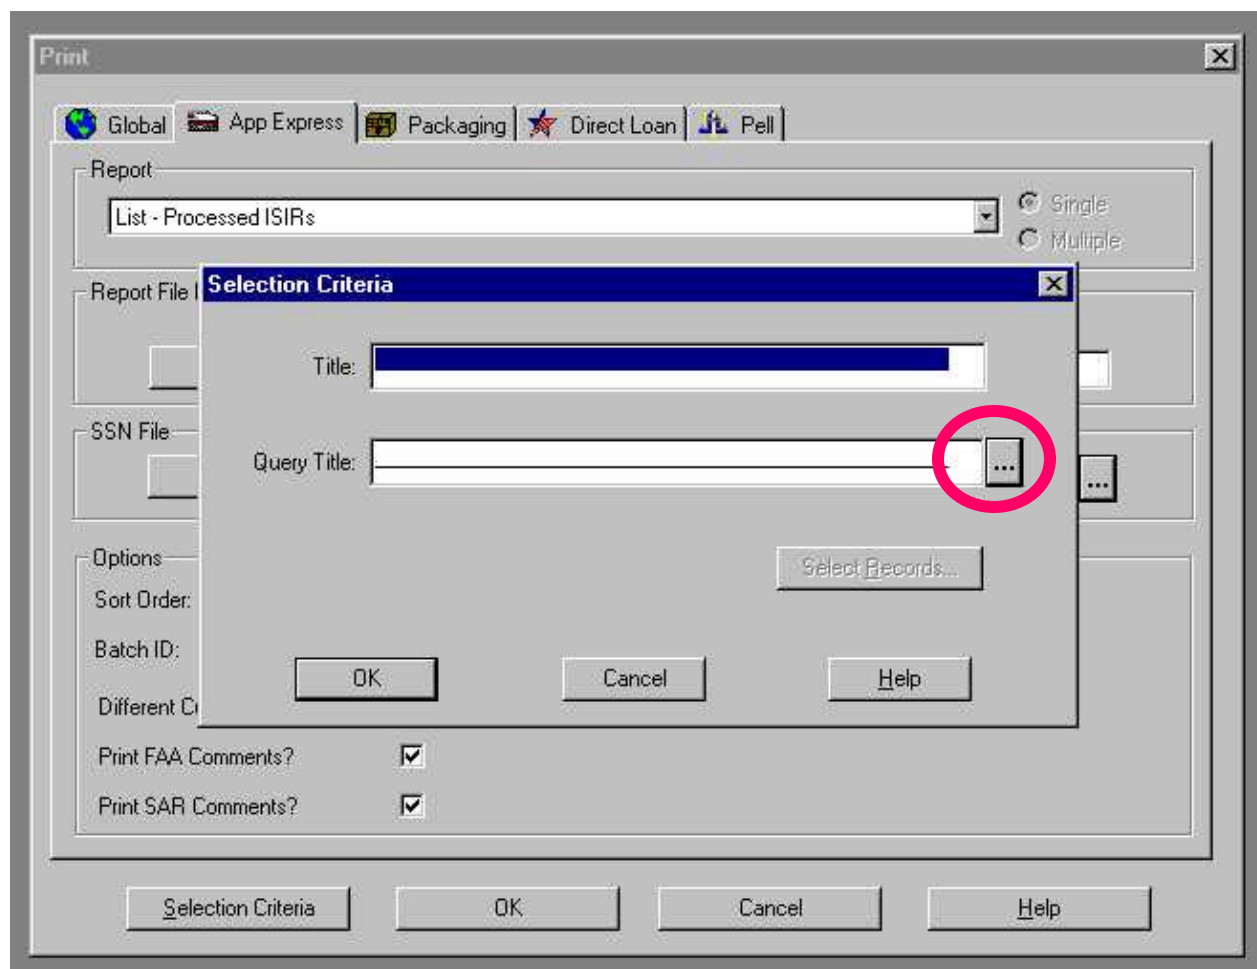 Print
Global App Express Packaging Direct Loan Pell
Report
List - Processed ISIRs
Single
Multiple
Report File
Selection Criteria
Title:
SSN File
Query Title:
...
...
Select Records...
Options
Sort Order:
Batch ID:
OK Cancel Help
Different
Print FAA Comments?
Print SAR Comments?
Selection Criteria OK Cancel Help